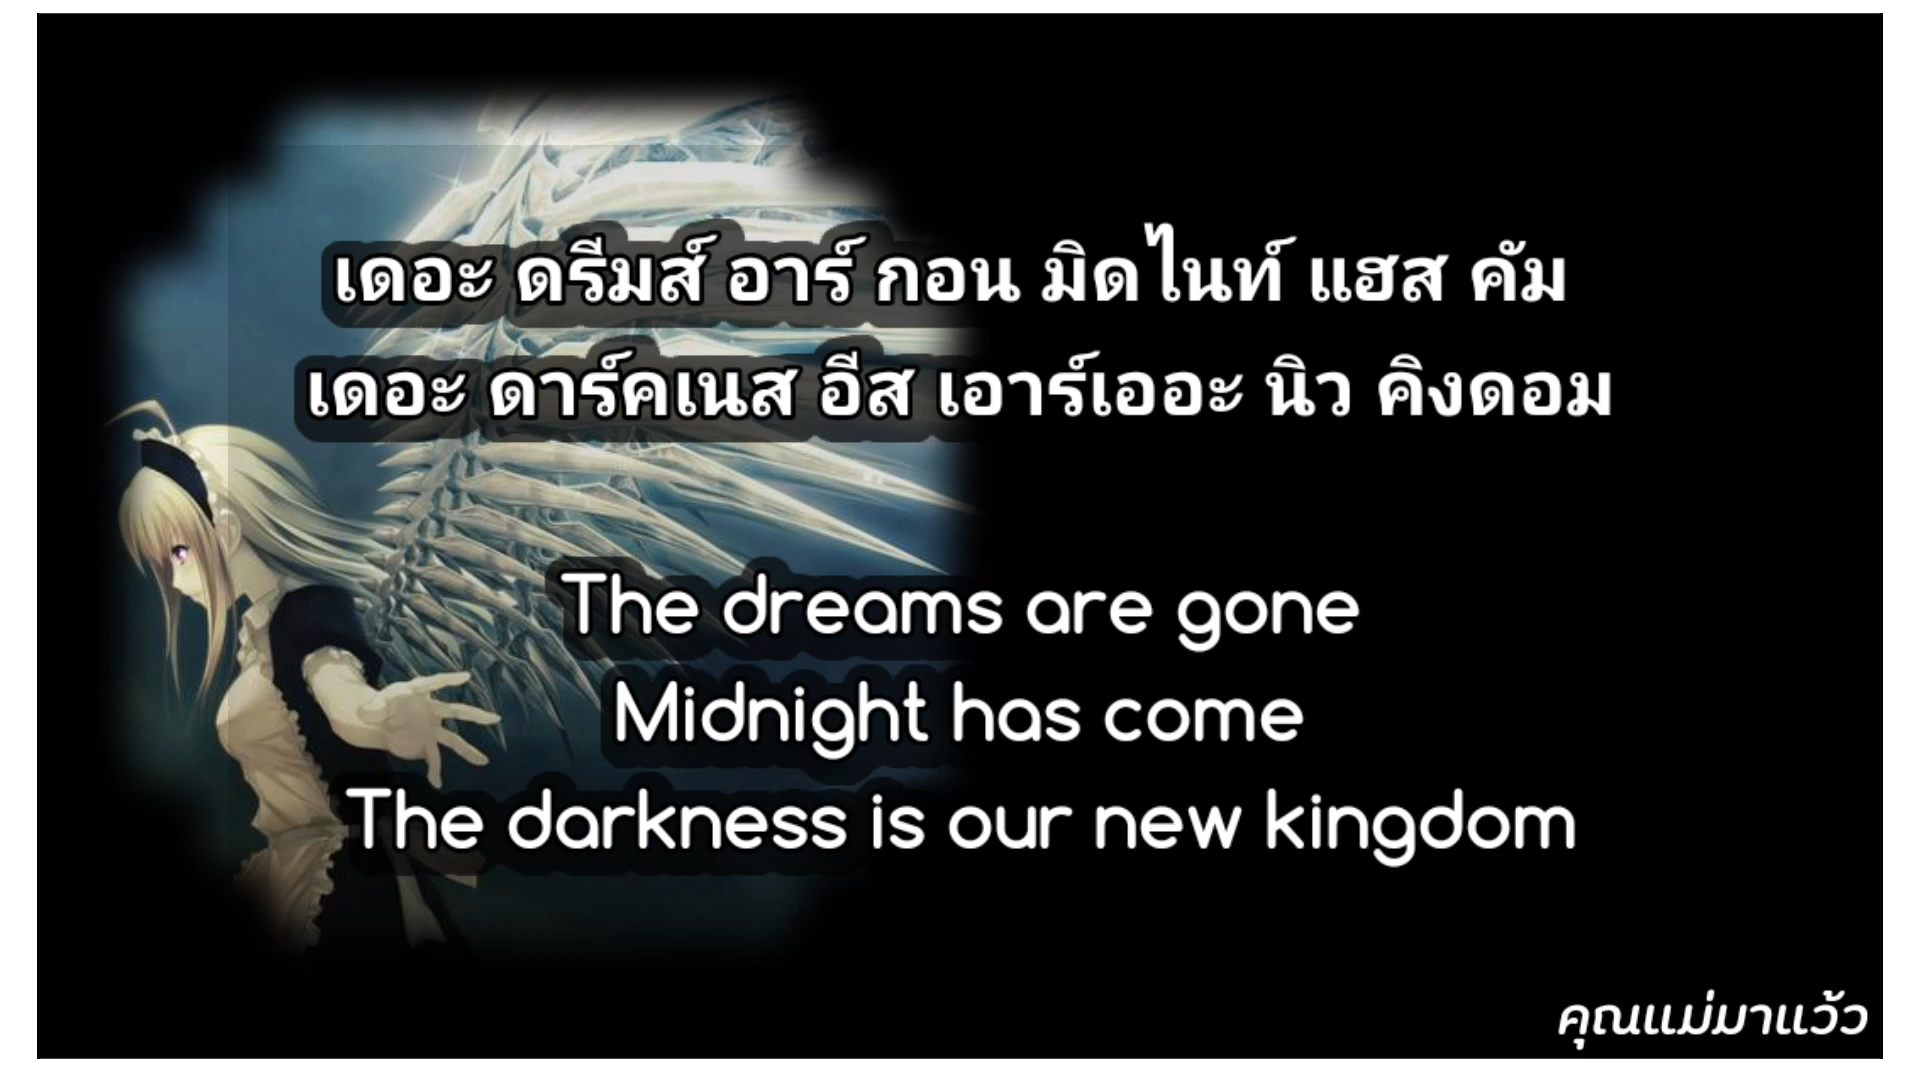 เดอะ ดรีมส์ อาร์ กอน มิดไนท์ แฮส คัม
เดอะ ดาร์คเนส อีส เอาร์เออะ นิว คิงดอม
The dreams are gone
Midnight has come
The darkness is our new kingdom
คุณแม่มาแว้ว